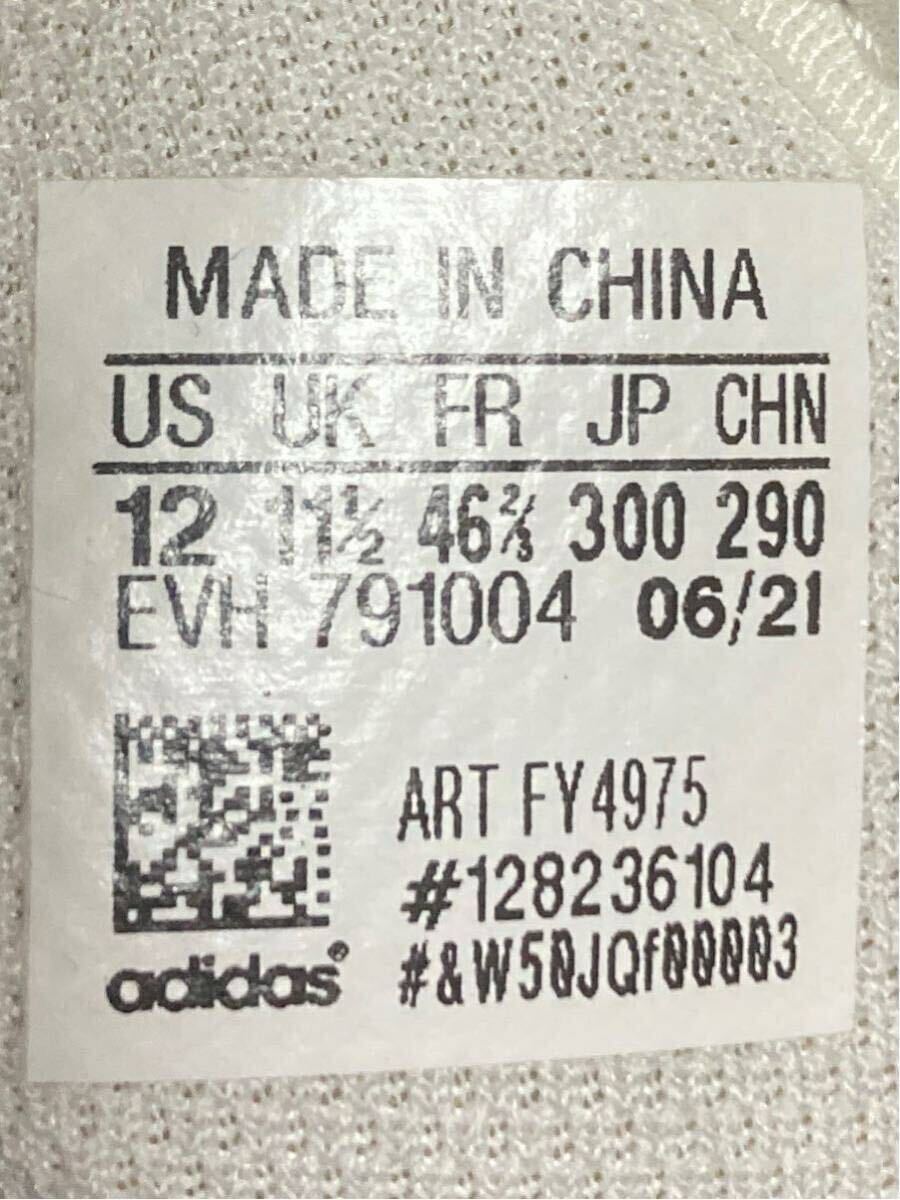 MADE IN CHINA
US UK FR JP CHN
12 11½ 46⅔ 300 290
EVH 791004 06/21
ART FY4975
#128236104
#&W50JQf00003
adidas®